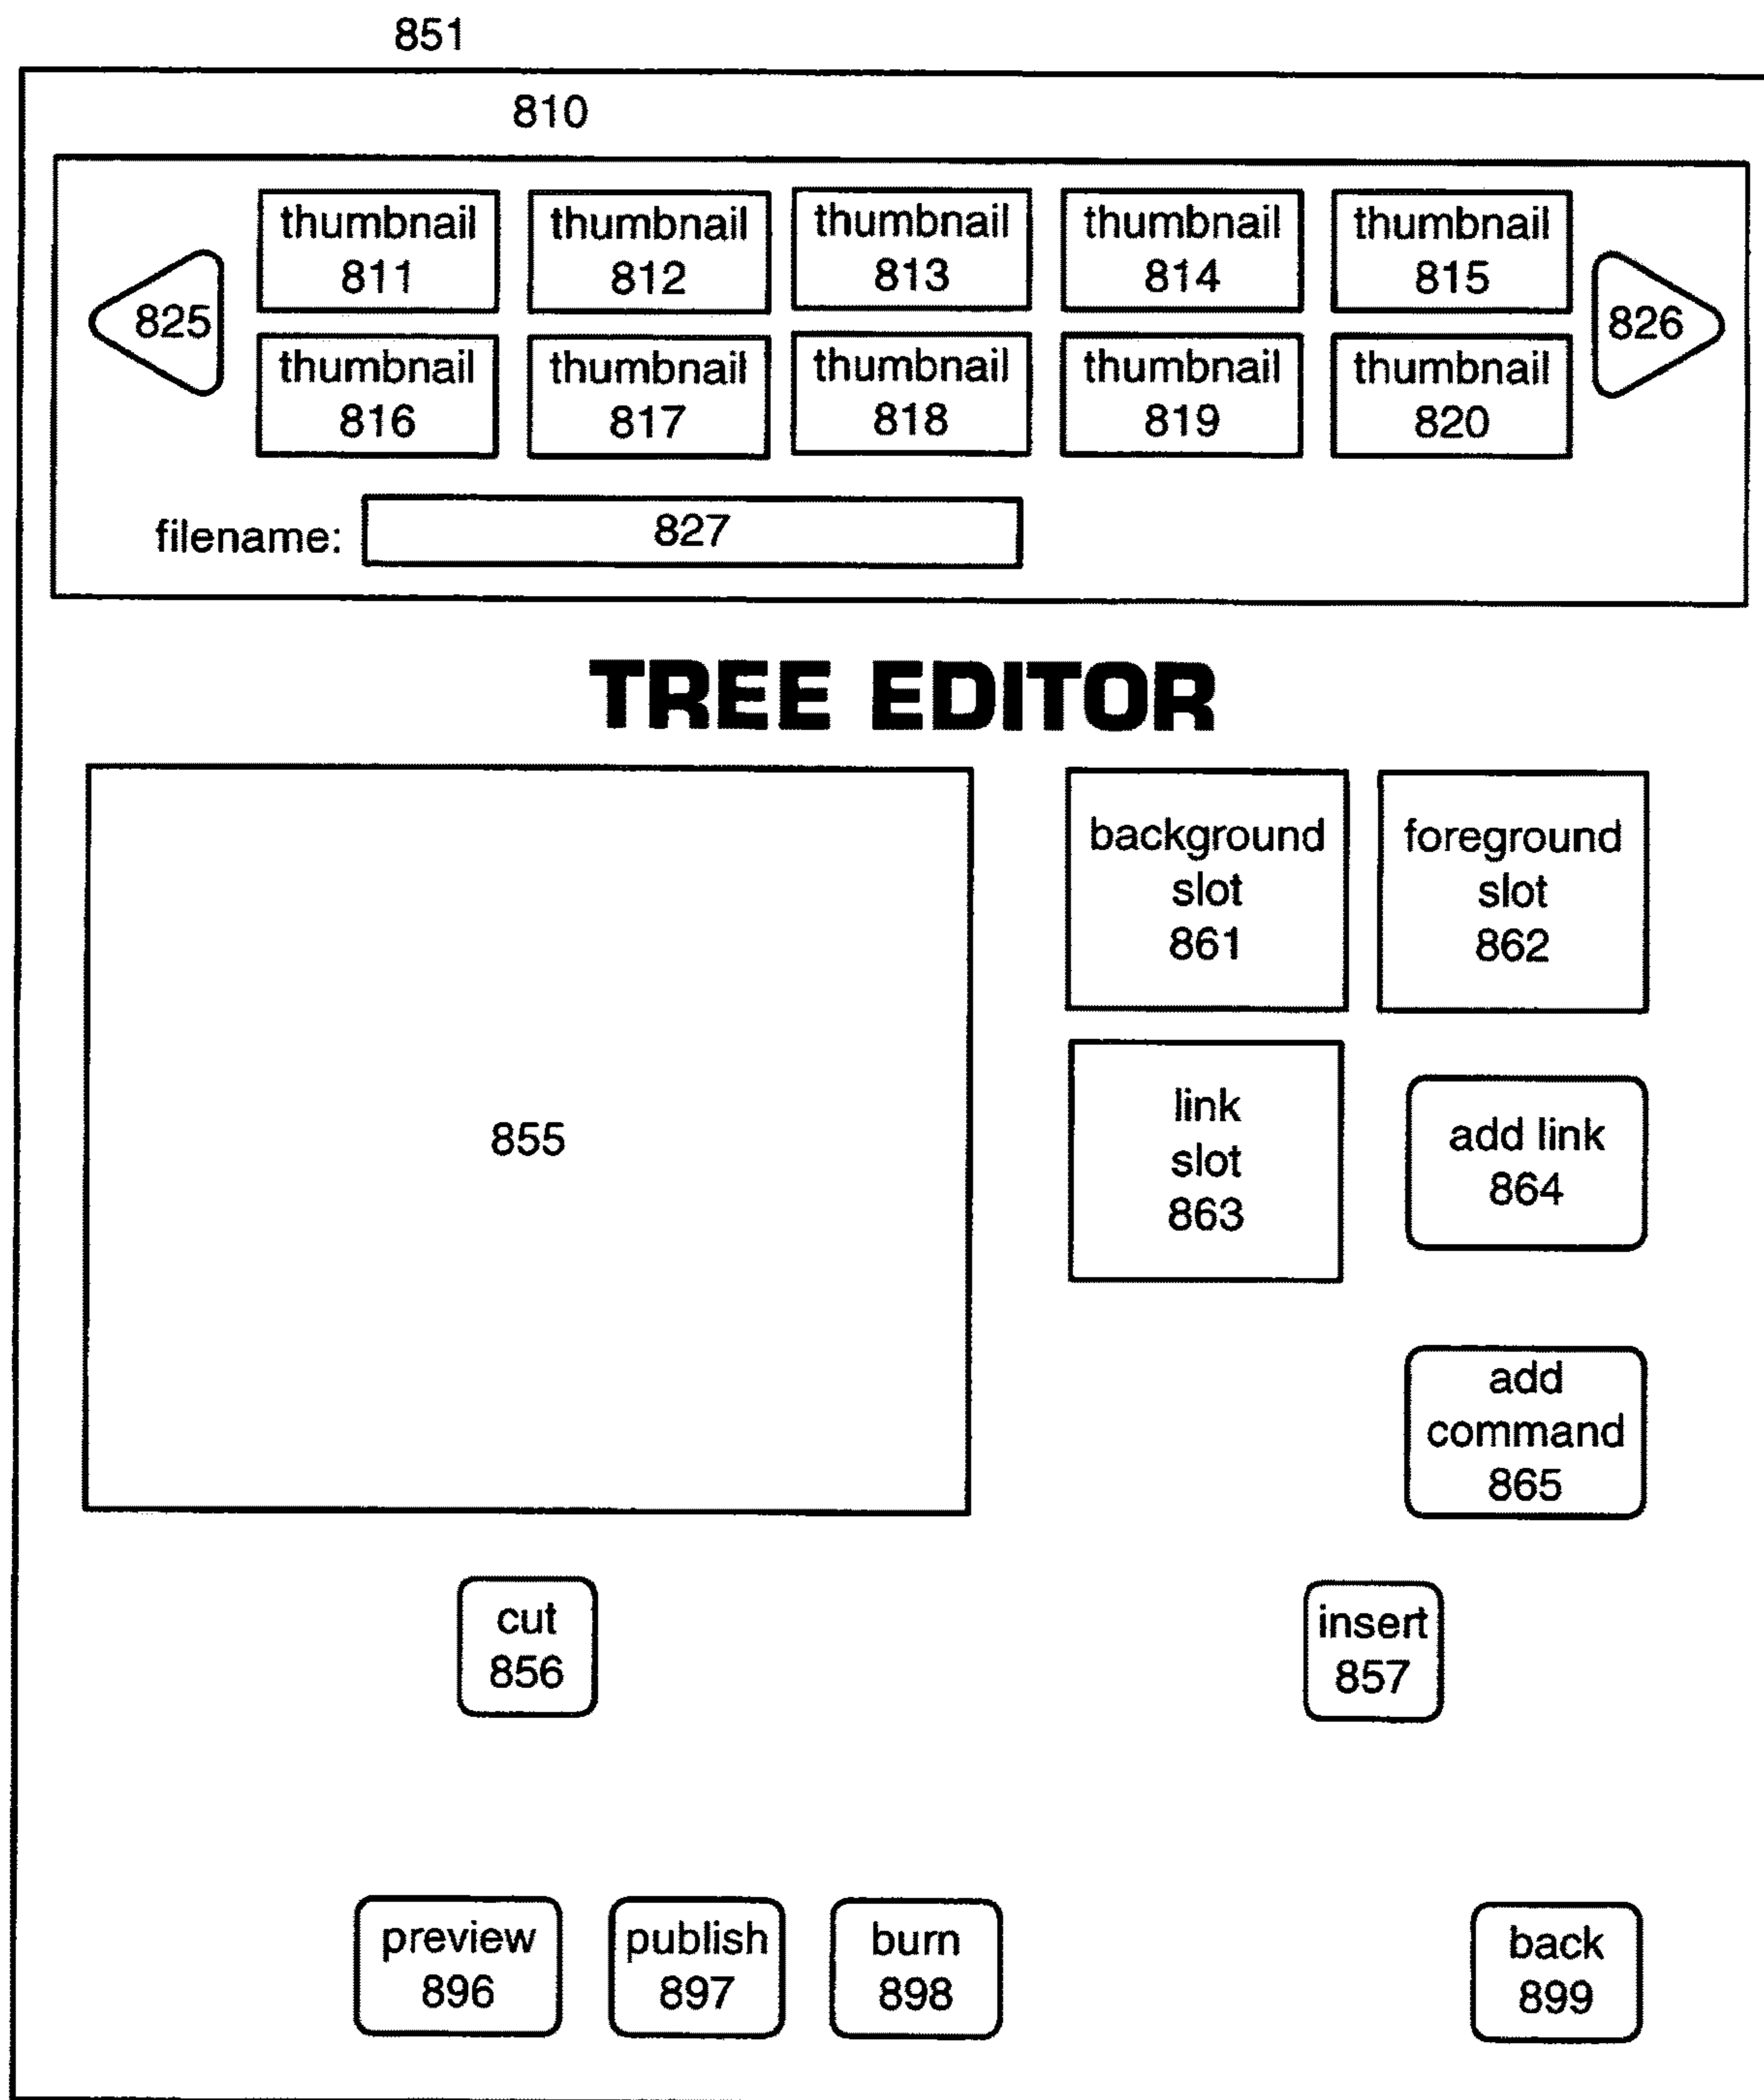 851
810
thumbnail
811
thumbnail
812
thumbnail
813
thumbnail
814
thumbnail
815
825
826
thumbnail
816
thumbnail
817
thumbnail
818
thumbnail
819
thumbnail
820
filename:
827
TREE EDITOR
855
background
slot
861
foreground
slot
862
link
slot
863
add link
864
add
command
865
cut
856
insert
857
preview
896
publish
897
burn
898
back
899